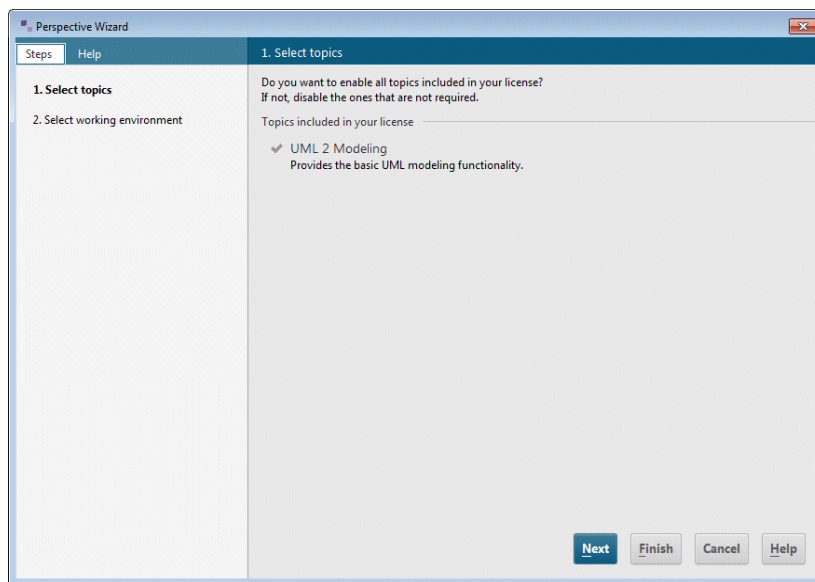 Perspective Wizard
Steps
Help
1. Select topics
1. Select topics
2. Select working environment
Do you want to enable all topics included in your license?
If not, disable the ones that are not required.
Topics included in your license
UML 2 Modeling
Provides the basic UML modeling functionality.
Next
Finish
Cancel
Help